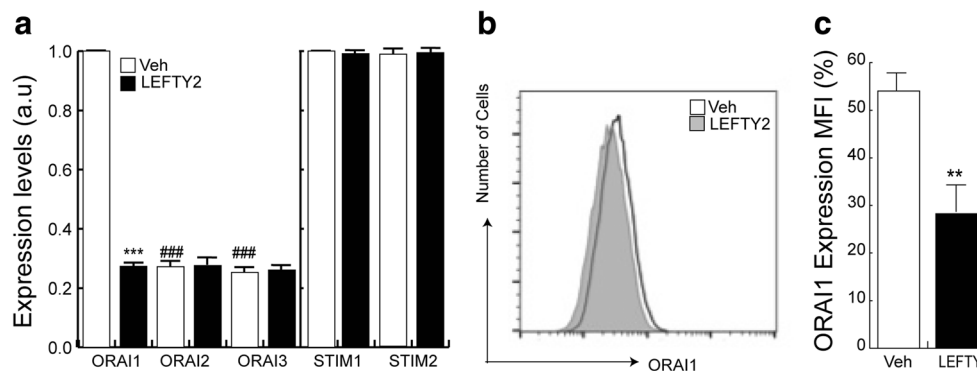 a
Expression levels (a.u)
1.0
0.8
0.6
0.4
0.2
0.0
Veh
LEFTY2
***
###
###
ORAI1
ORAI2
ORAI3
STIM1
STIM2
b
Number of Cells
Veh
LEFTY2
ORAI1
c
ORAI1 Expression MFI (%)
60
50
40
30
20
10
0
**
Veh
LEFTY